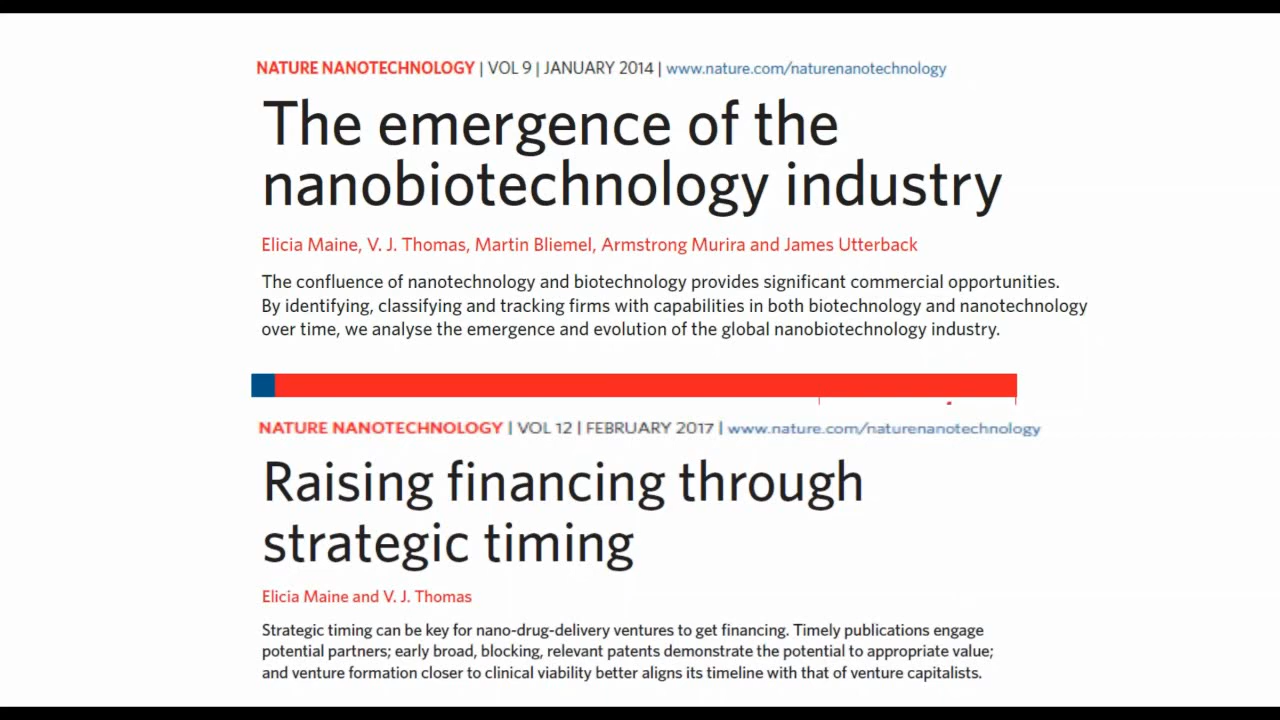 NATURE NANOTECHNOLOGY | VOL 9 | JANUARY 2014 | www.nature.com/naturenanotechnology
The emergence of the
nanobiotechnology industry
Elicia Maine, V. J. Thomas, Martin Bliemel, Armstrong Murira and James Utterback
The confluence of nanotechnology and biotechnology provides significant commercial opportunities.
By identifying, classifying and tracking firms with capabilities in both biotechnology and nanotechnology
over time, we analyse the emergence and evolution of the global nanobiotechnology industry.
NATURE NANOTECHNOLOGY | VOL 12 | FEBRUARY 2017 | www.nature.com/naturenanotechnology
Raising financing through
strategic timing
Elicia Maine and V. J. Thomas
Strategic timing can be key for nano-drug-delivery ventures to get financing. Timely publications engage
potential partners; early broad, blocking, relevant patents demonstrate the potential to appropriate value;
and venture formation closer to clinical viability better aligns its timeline with that of venture capitalists.